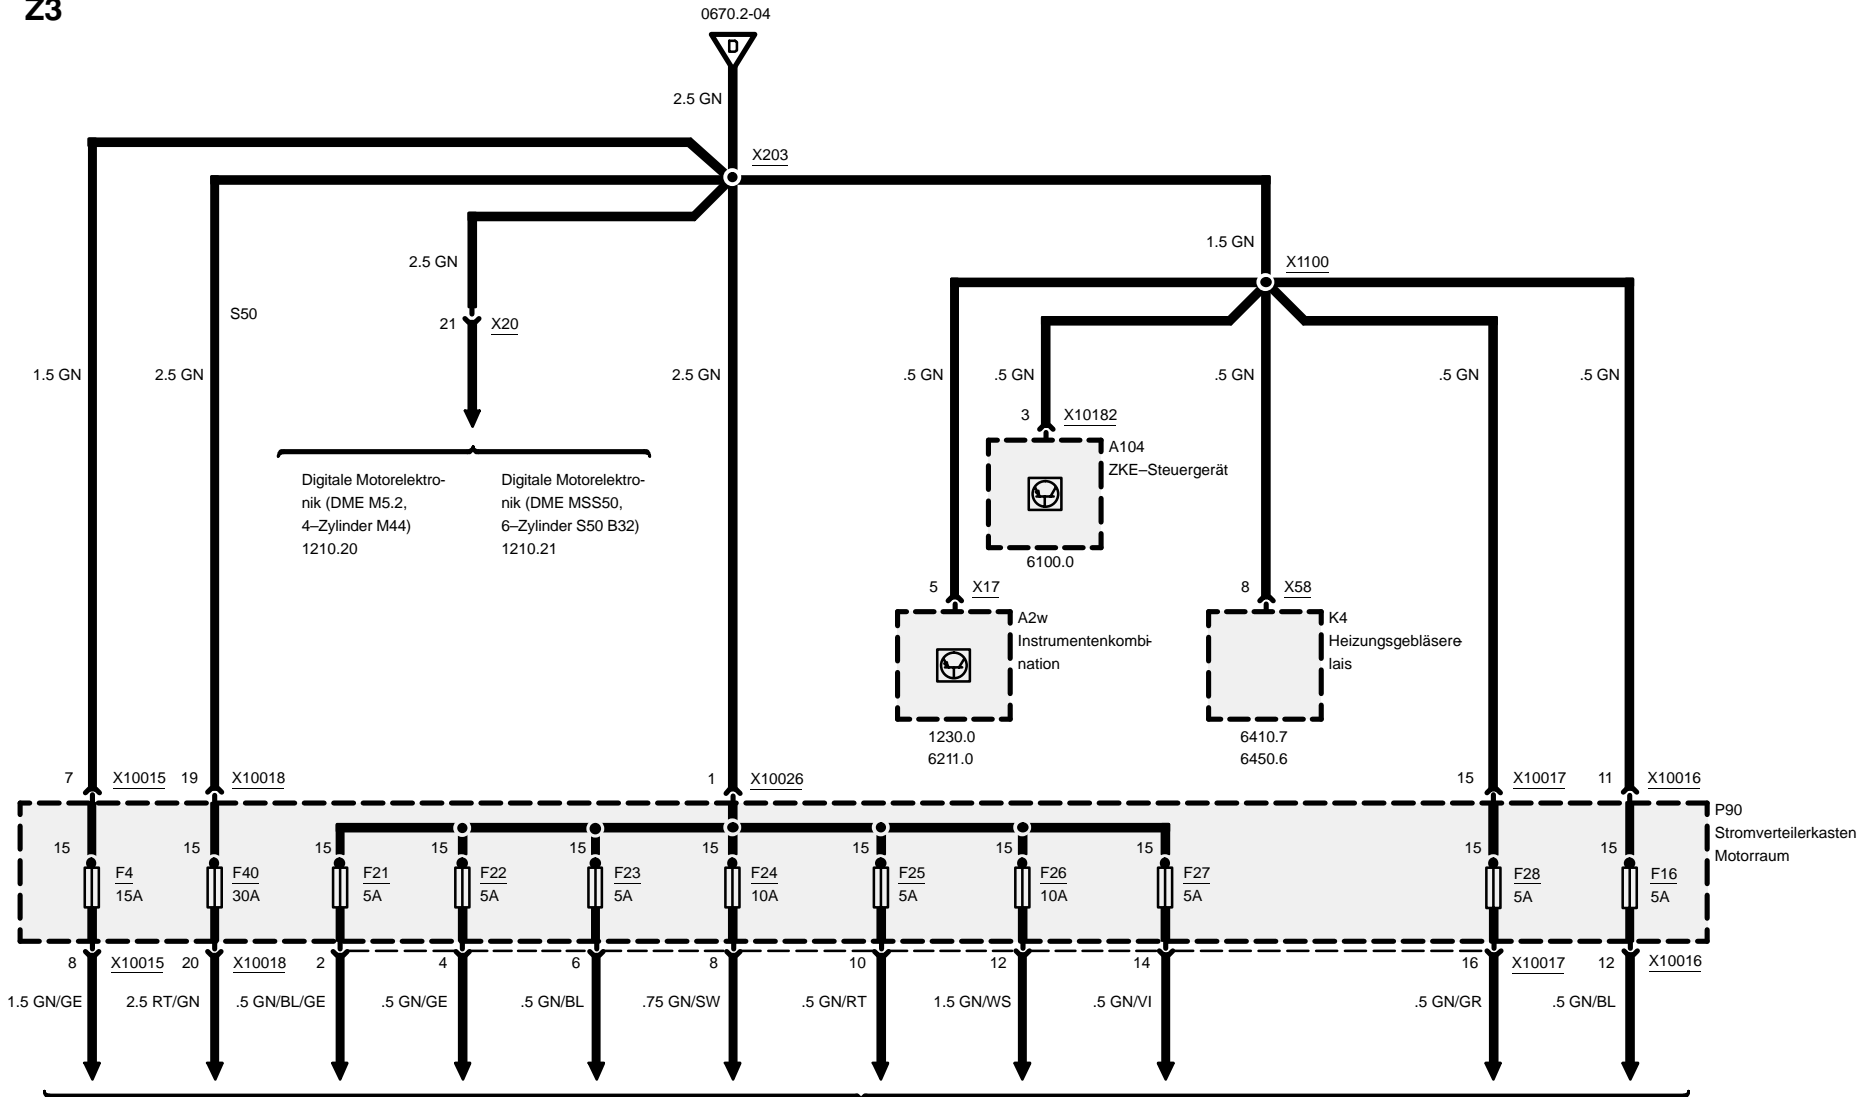 Z3
0670.2-04
D
2.5 GN
X203
1.5 GN
2.5 GN
X1100
S50
21 X20
1.5 GN 2.5 GN 2.5 GN .5 GN .5 GN .5 GN .5 GN .5 GN
3 X10182
A104
ZKE–Steuergerät
6100.0
Digitale Motorelektro-
nik (DME M5.2,
4–Zylinder M44)
1210.20
Digitale Motorelektro-
nik (DME MSS50,
6–Zylinder S50 B32)
1210.21
5 X17
A2w
Instrumentenkombi-
nation
1230.0
6211.0
8 X58
K4
Heizungsgebläsere-
lais
6410.7
6450.6
7 X10015 19 X10018 1 X10026 15 X10017 11 X10016
P90
Stromverteilerkasten
Motorraum
15 15 15 15 15 15 15 15 15 15 15
F4 F40 F21 F22 F23 F24 F25 F26 F27 F28 F16
15A 30A 5A 5A 5A 10A 5A 10A 5A 5A 5A
8 X10015 20 X10018 2 4 6 8 10 12 14 16 X10017 12 X10016
1.5 GN/GE 2.5 RT/GN .5 GN/BL/GE .5 GN/GE .5 GN/BL .75 GN/SW .5 GN/RT 1.5 GN/WS .5 GN/VI .5 GN/GR .5 GN/BL